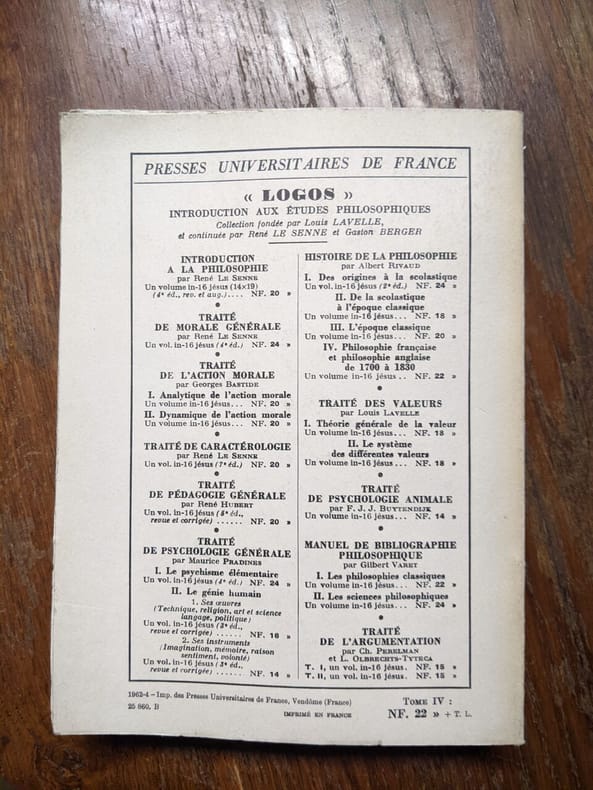 PRESSES UNIVERSITAIRES DE FRANCE
« LOGOS »
INTRODUCTION AUX ÉTUDES PHILOSOPHIQUES
Collection fondée par Louis LAVELLE,
et continuée par René LE SENNE et Gaston BERGER
INTRODUCTION
A LA PHILOSOPHIE
par René LE SENNE
Un volume in-16 jésus (14×19)
(4ᵉ éd., rev. et aug.).... NF. 20 »
•
TRAITÉ
DE MORALE GÉNÉRALE
par René LE SENNE
Un vol. in-16 jésus (4ᵉ éd.) NF. 24 »
•
TRAITÉ
DE L'ACTION MORALE
par Georges BASTIDE
I. Analytique de l'action morale
Un volume in-16 jésus... NF. 20 »
II. Dynamique de l'action morale
Un volume in-16 jésus... NF. 20 »
•
TRAITÉ DE CARACTÉROLOGIE
par René LE SENNE
Un vol. in-16 jésus (7ᵉ éd.) NF. 20 »
•
TRAITÉ
DE PÉDAGOGIE GÉNÉRALE
par René HUBERT
Un vol. in-16 jésus (5ᵉ éd.,
revue et corrigée) ...... NF. 20 »
•
TRAITÉ
DE PSYCHOLOGIE GÉNÉRALE
par Maurice PRADINES
I. Le psychisme élémentaire
Un vol. in-16 jésus (4ᵉ éd.) NF. 24 »
II. Le génie humain
1. Ses œuvres
(Technique, religion, art et science
langage, politique)
Un vol. in-16 jésus (3ᵉ éd.,
revue et corrigée) ...... NF. 16 »
2. Ses instruments
(Imagination, mémoire, raison
sentiment, volonté)
Un vol. in-16 jésus (3ᵉ éd.,
revue et corrigée) ...... NF. 14 »
HISTOIRE DE LA PHILOSOPHIE
par Albert RIVAUD
I. Des origines à la scolastique
Un vol. in-16 jésus (2ᵉ éd.) NF. 24 »
II. De la scolastique
à l'époque classique
Un volume in-16 jésus... NF. 18 »
III. L'époque classique
Un volume in-16 jésus... NF. 20 »
IV. Philosophie française
et philosophie anglaise
de 1700 à 1830
Un volume in-16 jésus... NF. 22 »
•
TRAITÉ DES VALEURS
par Louis LAVELLE
I. Théorie générale de la valeur
Un volume in-16 jésus... NF. 18 »
II. Le système
des différentes valeurs
Un volume in-16 jésus... NF. 18 »
•
TRAITÉ
DE PSYCHOLOGIE ANIMALE
par F. J. J. BUYTENDIJK
Un volume in-16 jésus... NF. 14 »
•
MANUEL DE BIBLIOGRAPHIE
PHILOSOPHIQUE
par Gilbert VARET
I. Les philosophies classiques
Un volume in-16 jésus... NF. 22 »
II. Les sciences philosophiques
Un volume in-16 jésus... NF. 24 »
•
TRAITÉ
DE L'ARGUMENTATION
par Ch. PERELMAN
et L. OLBRECHTS-TYTECA
T. I, un vol. in-16 jésus. NF. 15 »
T. II, un vol. in-16 jésus. NF. 15 »
1962-4 — Imp. des Presses Universitaires de France, Vendôme (France)
25 860, B
IMPRIMÉ EN FRANCE
TOME IV :
NF. 22 » + T. L.